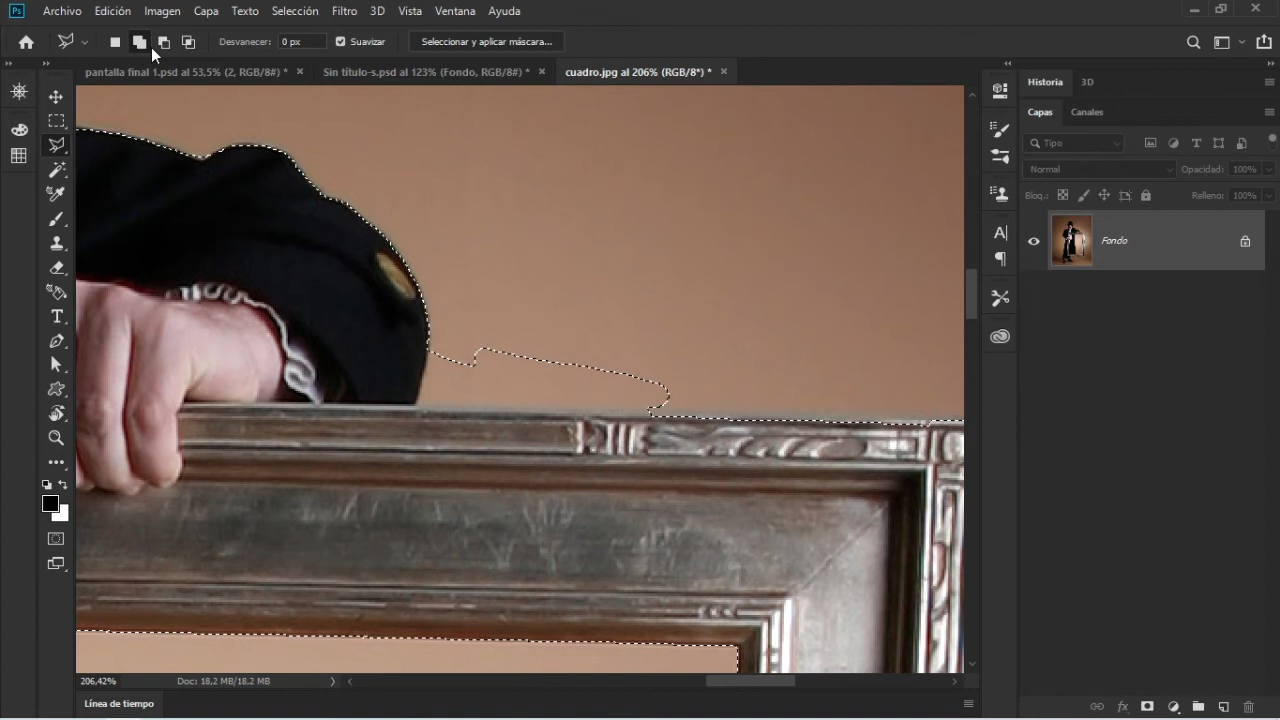 Ps Archivo Edición Imagen Capa Texto Selección Filtro 3D Vista Ventana Ayuda
Desvanecer: 0 px Suavizar Seleccionar y aplicar máscara...
pantalla final 1.psd al 53,5% (2, RGB/8#) * Sin título-s.psd al 123% (Fondo, RGB/8#) * cuadro.jpg al 206% (RGB/8*) *
Historia 3D
Capas Canales
Tipo
Normal Opacidad: 100%
Bloq.: Relleno: 100%
Fondo
206,42% Doc: 18,2 MB/18,2 MB
Línea de tiempo